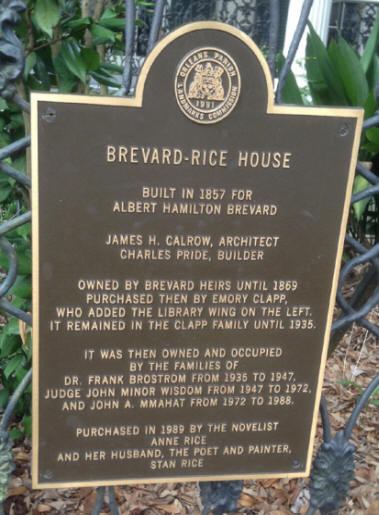 ORLEANS PARISH
LANDMARKS COMMISSION
1991
BREVARD-RICE HOUSE
BUILT IN 1857 FOR
ALBERT HAMILTON BREVARD
JAMES H. CALROW, ARCHITECT
CHARLES PRIDE, BUILDER
OWNED BY BREVARD HEIRS UNTIL 1869
PURCHASED THEN BY EMORY CLAPP,
WHO ADDED THE LIBRARY WING ON THE LEFT.
IT REMAINED IN THE CLAPP FAMILY UNTIL 1935.
IT WAS THEN OWNED AND OCCUPIED
BY THE FAMILIES OF
DR. FRANK BROSTROM FROM 1935 TO 1947,
JUDGE JOHN MINOR WISDOM FROM 1947 TO 1972,
AND JOHN A. MMAHAT FROM 1972 TO 1988.
PURCHASED IN 1989 BY THE NOVELIST
ANNE RICE
AND HER HUSBAND, THE POET AND PAINTER,
STAN RICE